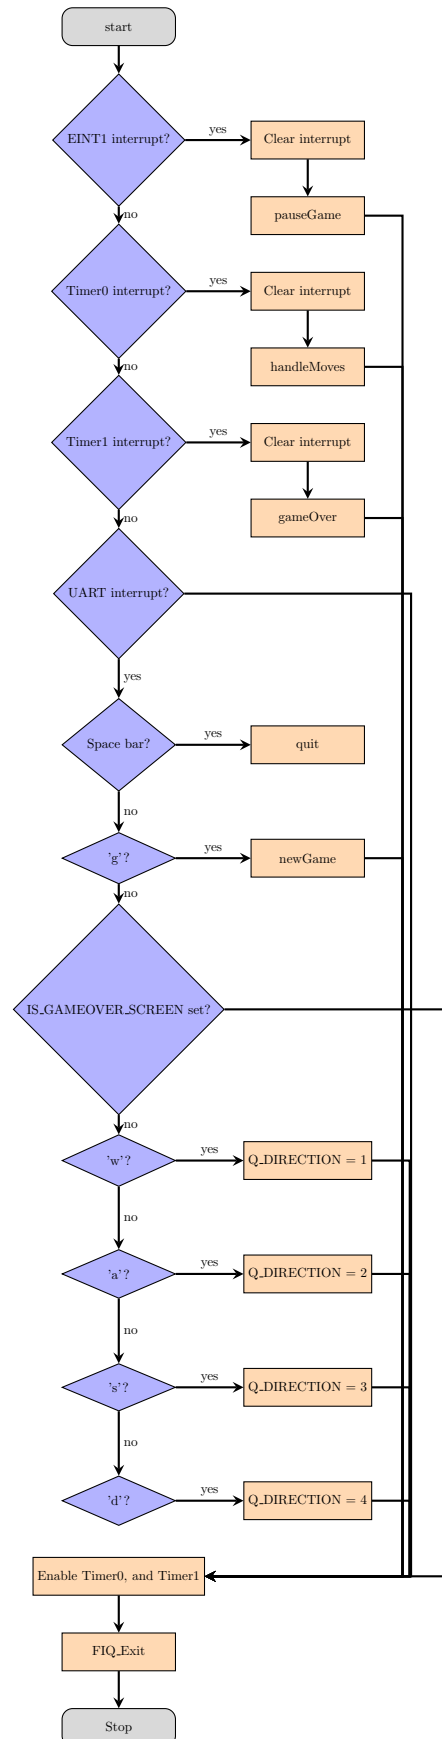 start
EINT1 interrupt?
yes
Clear interrupt
no
pauseGame
Timer0 interrupt?
yes
Clear interrupt
no
handleMoves
Timer1 interrupt?
yes
Clear interrupt
no
gameOver
UART interrupt?
yes
Space bar?
yes
quit
no
'g'?
yes
newGame
no
IS_GAMEOVER_SCREEN set?
no
'w'?
yes
Q_DIRECTION = 1
no
'a'?
yes
Q_DIRECTION = 2
no
's'?
yes
Q_DIRECTION = 3
no
'd'?
yes
Q_DIRECTION = 4
Enable Timer0, and Timer1
FIQ_Exit
Stop